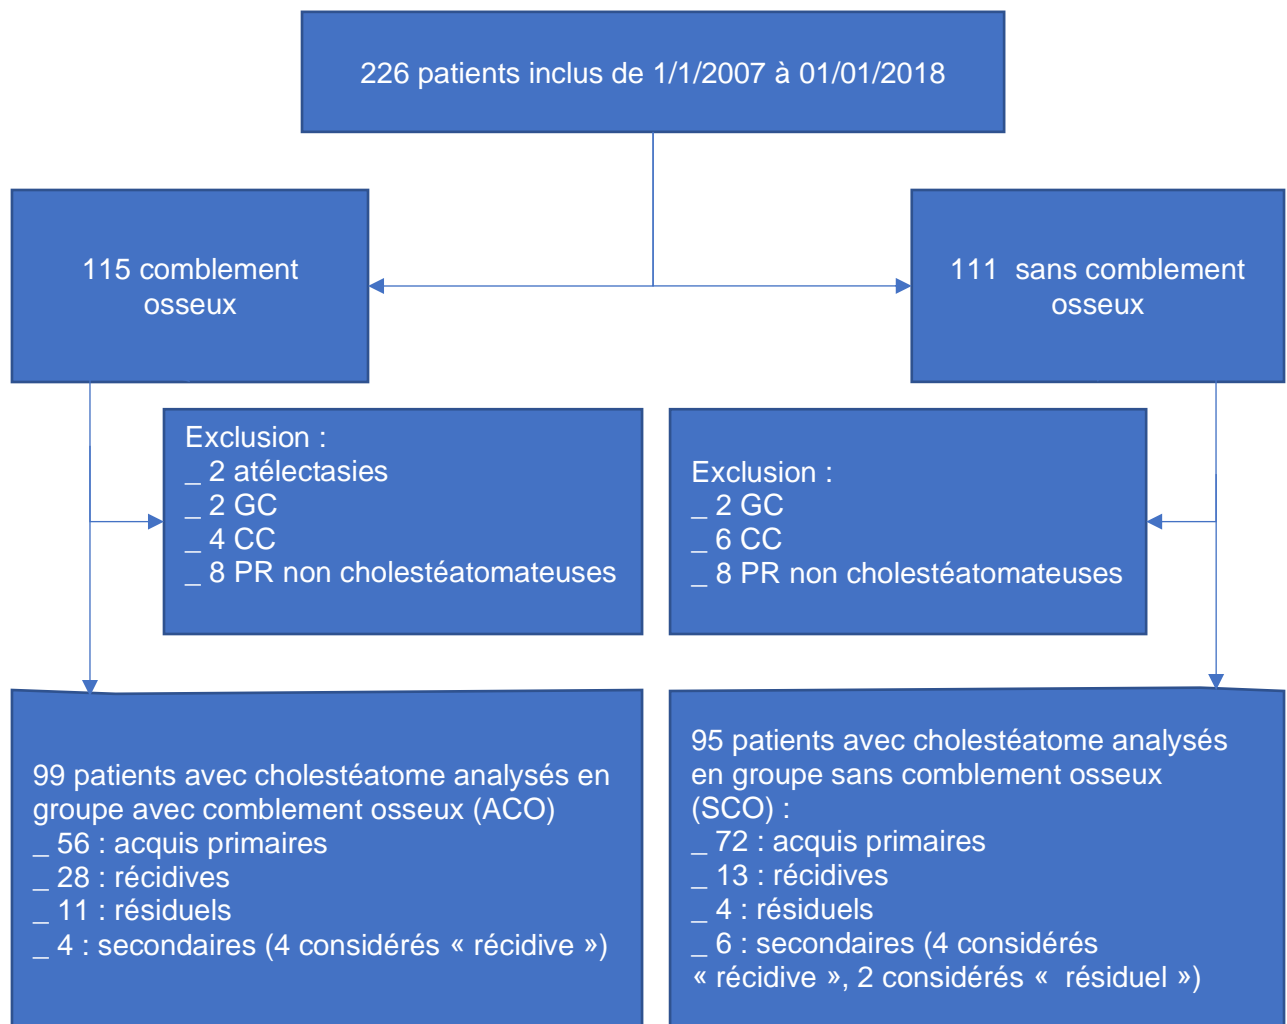 226 patients inclus de 1/1/2007 à 01/01/2018
115 comblement
osseux
111 sans comblement
osseux
Exclusion :
_ 2 atélectasies
_ 2 GC
_ 4 CC
_ 8 PR non cholestéatomateuses
Exclusion :
_ 2 GC
_ 6 CC
_ 8 PR non cholestéatomateuses
99 patients avec cholestéatome analysés en
groupe avec comblement osseux (ACO)
_ 56 : acquis primaires
_ 28 : récidives
_ 11 : résiduels
_ 4 : secondaires (4 considérés « récidive »)
95 patients avec cholestéatome analysés
en groupe sans comblement osseux
(SCO) :
_ 72 : acquis primaires
_ 13 : récidives
_ 4 : résiduels
_ 6 : secondaires (4 considérés
« récidive », 2 considérés « résiduel »)